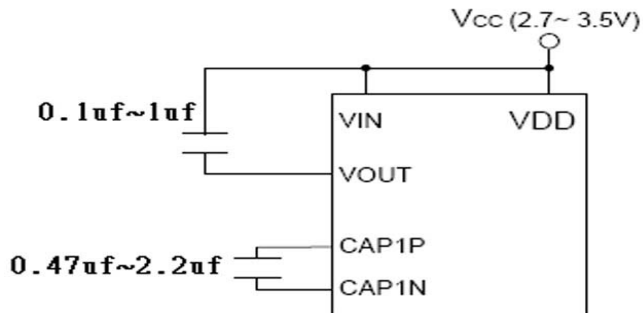 Vcc (2.7~ 3.5V)
0.1uf~1uf
VIN
VDD
VOUT
CAP1P
0.47uf~2.2uf
CAP1N